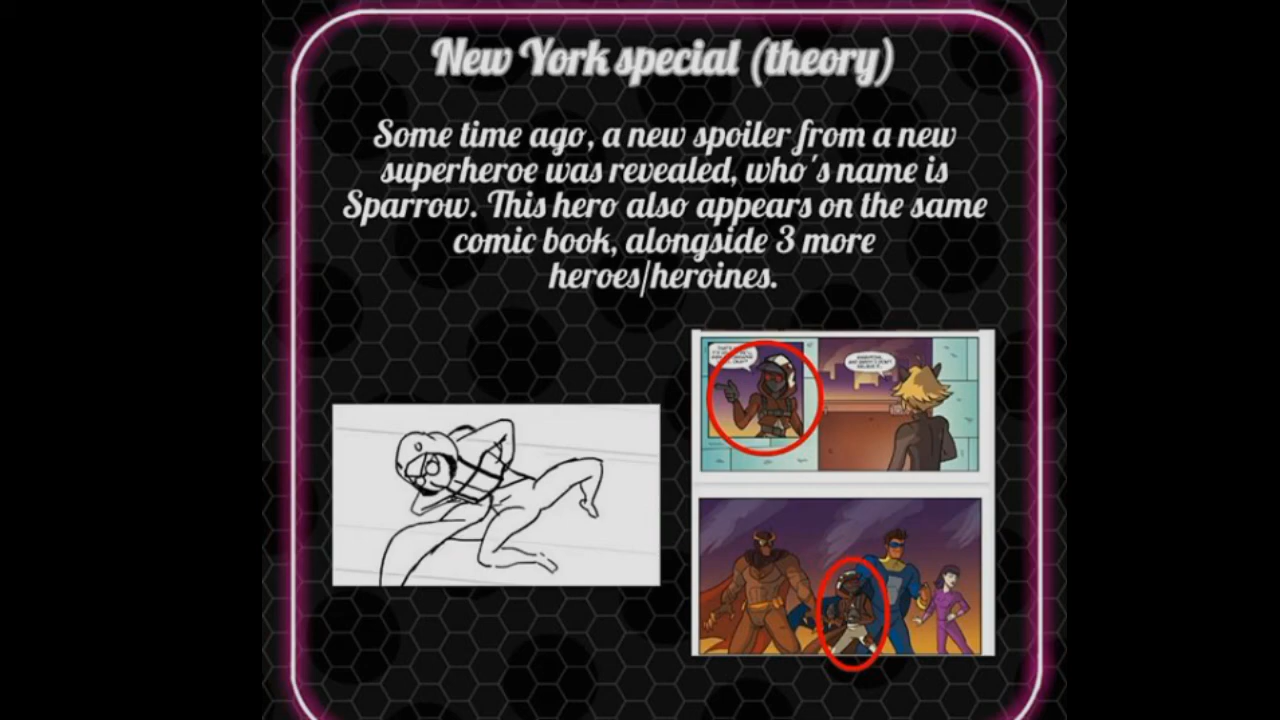 New York special (theory)
Some time ago, a new spoiler from a new
superheroe was revealed, who's name is
Sparrow. This hero also appears on the same
comic book, alongside 3 more
heroes/heroines.